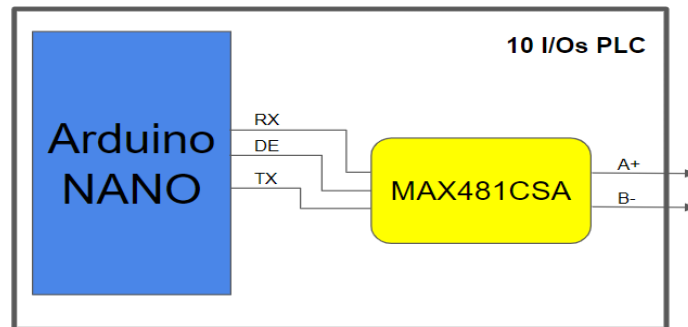 10 I/Os PLC
Arduino
NANO
RX
DE
TX
MAX481CSA
A+
B-